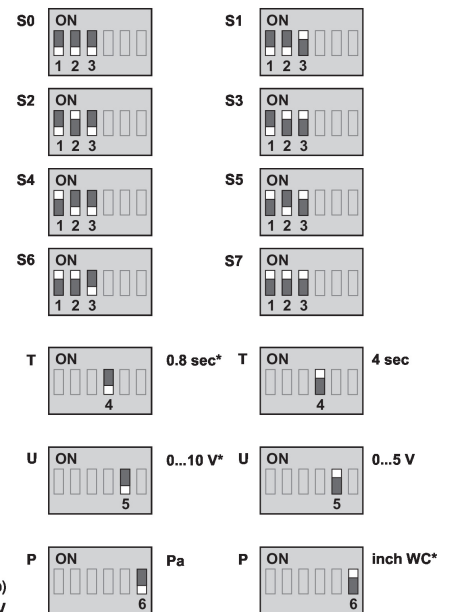 S0 ON S1 ON
1 2 3 1 2 3
S2 ON S3 ON
1 2 3 1 2 3
S4 ON S5 ON
1 2 3 1 2 3
S6 ON S7 ON
1 2 3 1 2 3
T ON 0.8 sec* T ON 4 sec
4 4
U ON 0...10 V* U ON 0...5 V
5 5
P ON Pa P ON inch WC*
6 6